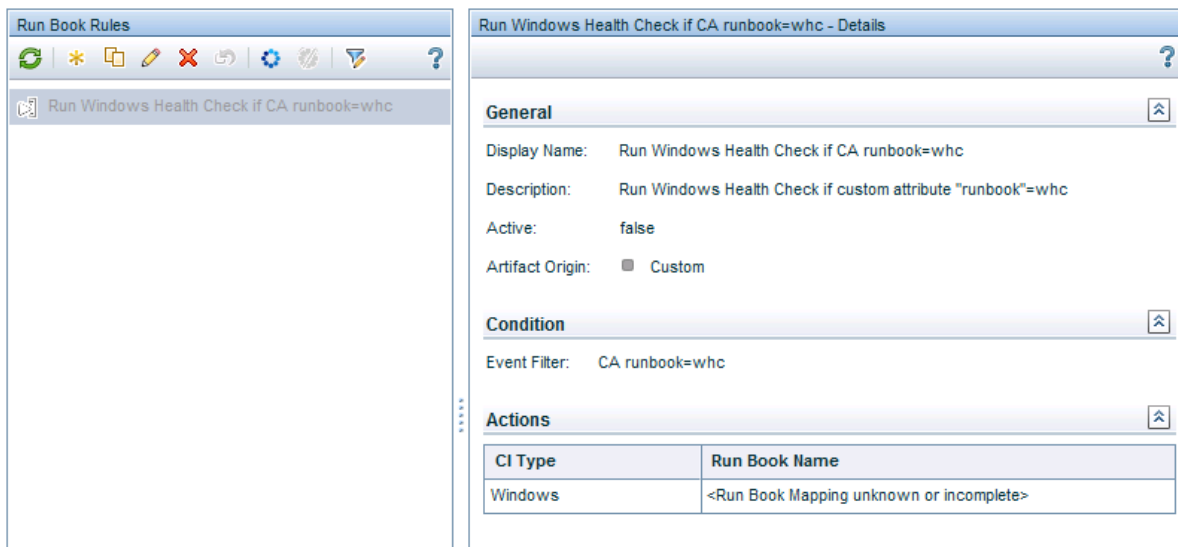 Run Book Rules
?
Run Windows Health Check if CA runbook=whc
Run Windows Health Check if CA runbook=whc - Details
?
General
Display Name: Run Windows Health Check if CA runbook=whc
Description: Run Windows Health Check if custom attribute "runbook"=whc
Active: false
Artifact Origin: Custom
Condition
Event Filter: CA runbook=whc
Actions
CI Type Run Book Name
Windows <Run Book Mapping unknown or incomplete>